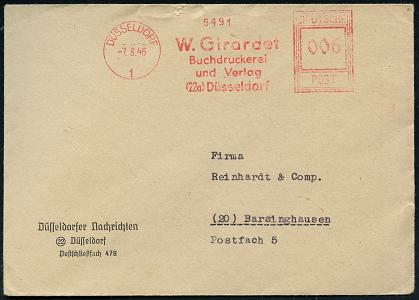 DÜSSELDORF
-7.8.46
1
9491
W. Girardet
Buchdruckerei
und Verlag
(22a) Düsseldorf
DEUTSCHE
006
POST
Firma
Reinhardt & Comp.
(20) Barsinghausen
Postfach 5
Düsseldorfer Nachrichten
㉒ Düsseldorf
Postschließfach 478